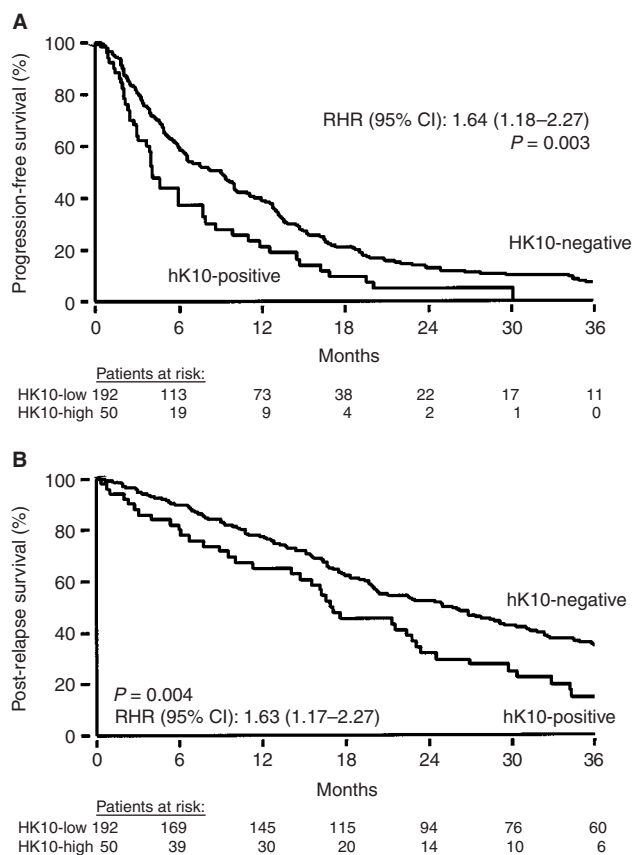 A
Progression-free survival (%)
100
80
60
40
20
0
RHR (95% CI): 1.64 (1.18–2.27)
P = 0.003
HK10-negative
hK10-positive
0 6 12 18 24 30 36
Months
Patients at risk:
HK10-low 192 113 73 38 22 17 11
HK10-high 50 19 9 4 2 1 0
B
Post-relapse survival (%)
100
80
60
40
20
0
hK10-negative
P = 0.004
RHR (95% CI): 1.63 (1.17–2.27)
hK10-positive
0 6 12 18 24 30 36
Months
Patients at risk:
HK10-low 192 169 145 115 94 76 60
HK10-high 50 39 30 20 14 10 6